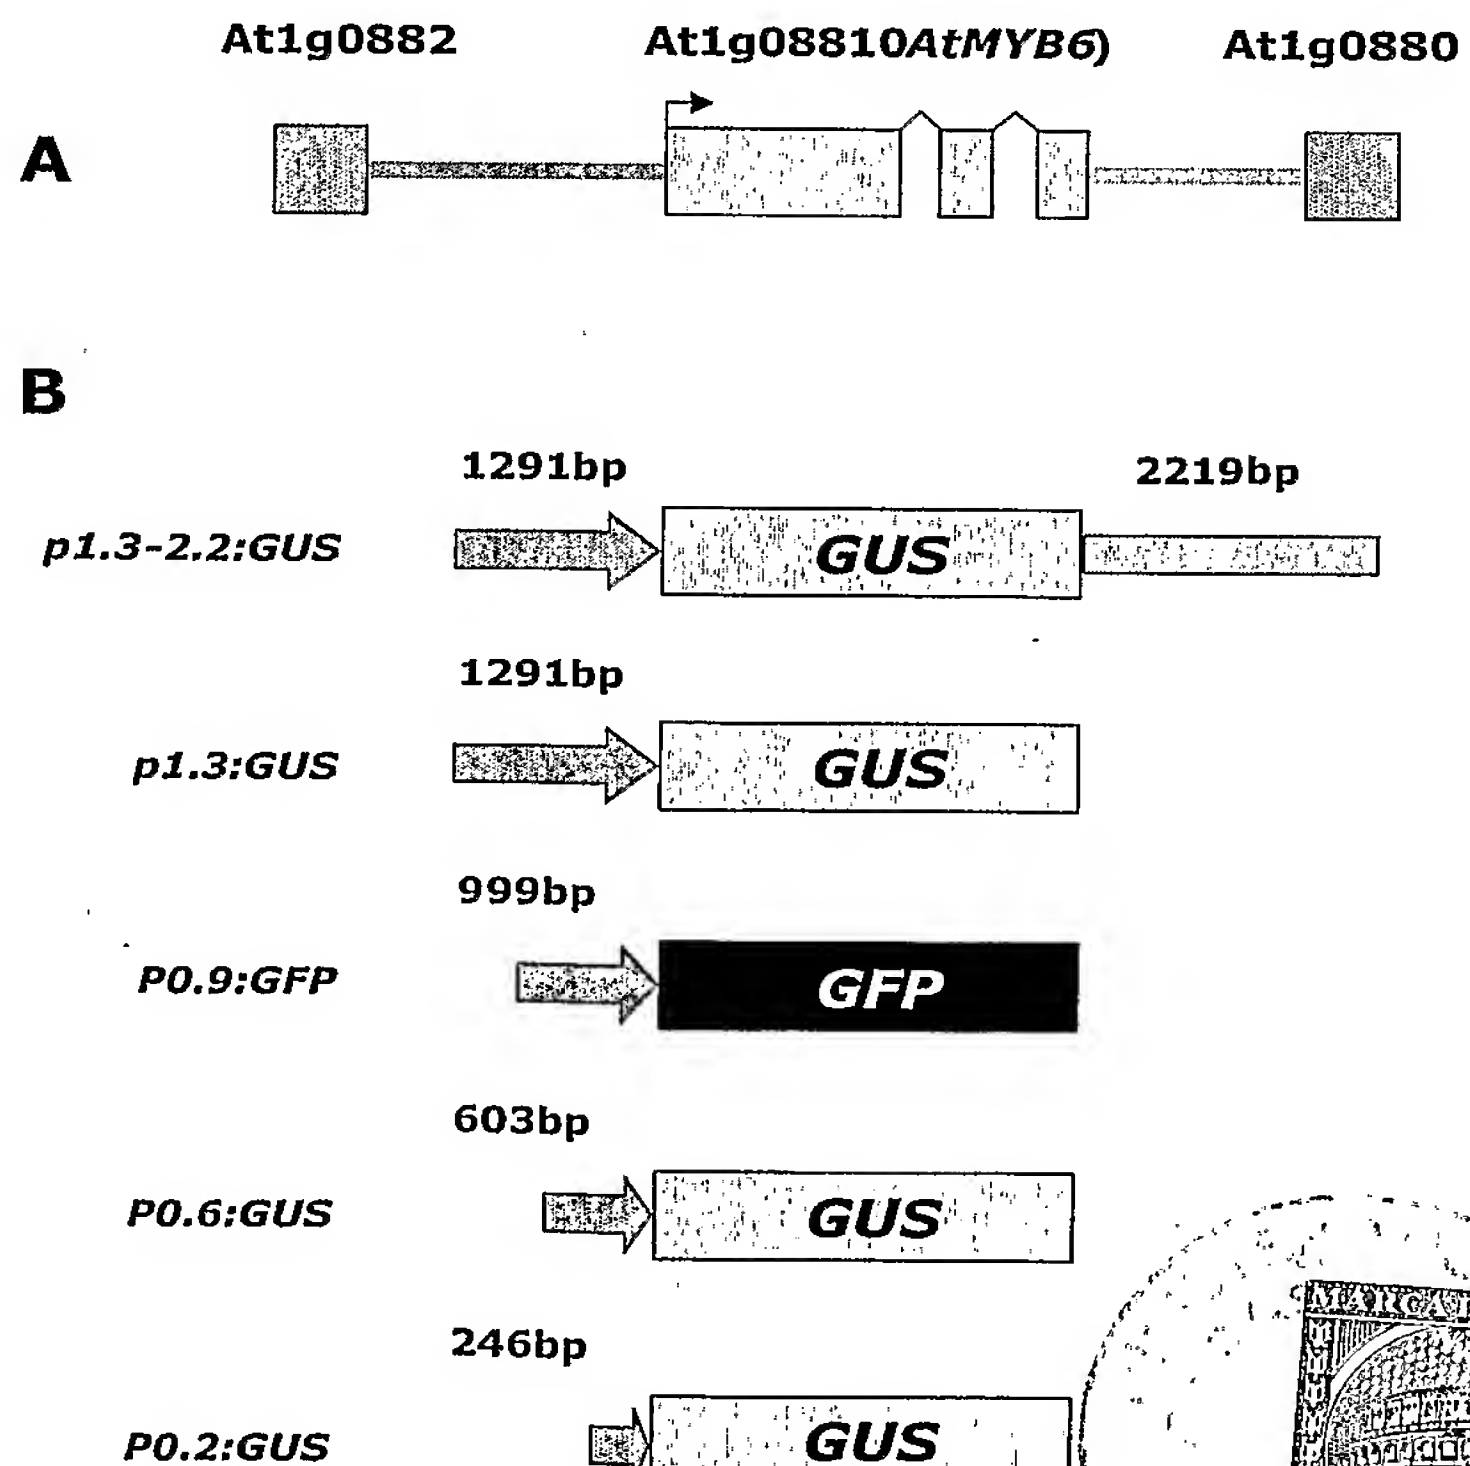 At1g0882 At1g08810AtMYB6) At1g0880
A
B
1291bp 2219bp
p1.3-2.2:GUS GUS
1291bp
p1.3:GUS GUS
999bp
P0.9:GFP GFP
603bp
P0.6:GUS GUS
246bp
P0.2:GUS GUS